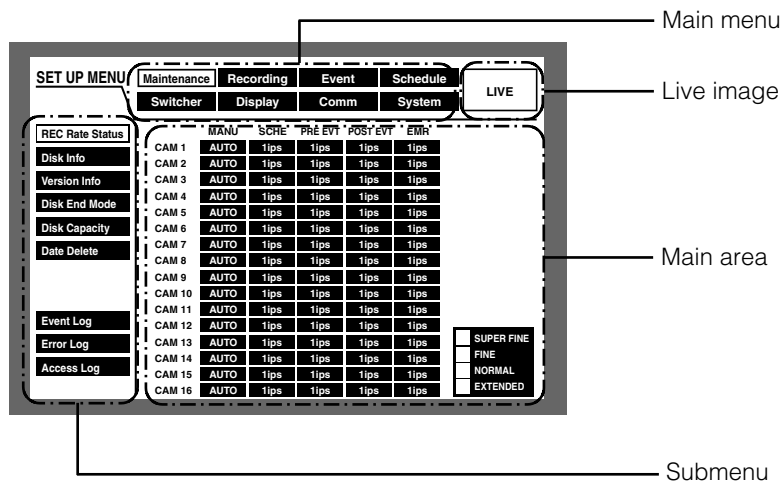 Main menu
SET UP MENU
Maintenance Recording Event Schedule
LIVE
Live image
Switcher Display Comm System
REC Rate Status
Disk Info
Version Info
Disk End Mode
Disk Capacity
Date Delete
Event Log
Error Log
Access Log
MANU SCHE PRE EVT POST EVT EMR
CAM 1 AUTO 1ips 1ips 1ips 1ips
CAM 2 AUTO 1ips 1ips 1ips 1ips
CAM 3 AUTO 1ips 1ips 1ips 1ips
CAM 4 AUTO 1ips 1ips 1ips 1ips
CAM 5 AUTO 1ips 1ips 1ips 1ips
CAM 6 AUTO 1ips 1ips 1ips 1ips
CAM 7 AUTO 1ips 1ips 1ips 1ips
CAM 8 AUTO 1ips 1ips 1ips 1ips
CAM 9 AUTO 1ips 1ips 1ips 1ips
CAM 10 AUTO 1ips 1ips 1ips 1ips
CAM 11 AUTO 1ips 1ips 1ips 1ips
CAM 12 AUTO 1ips 1ips 1ips 1ips
CAM 13 AUTO 1ips 1ips 1ips 1ips
CAM 14 AUTO 1ips 1ips 1ips 1ips
CAM 15 AUTO 1ips 1ips 1ips 1ips
CAM 16 AUTO 1ips 1ips 1ips 1ips
SUPER FINE
FINE
NORMAL
EXTENDED
Main area
Submenu